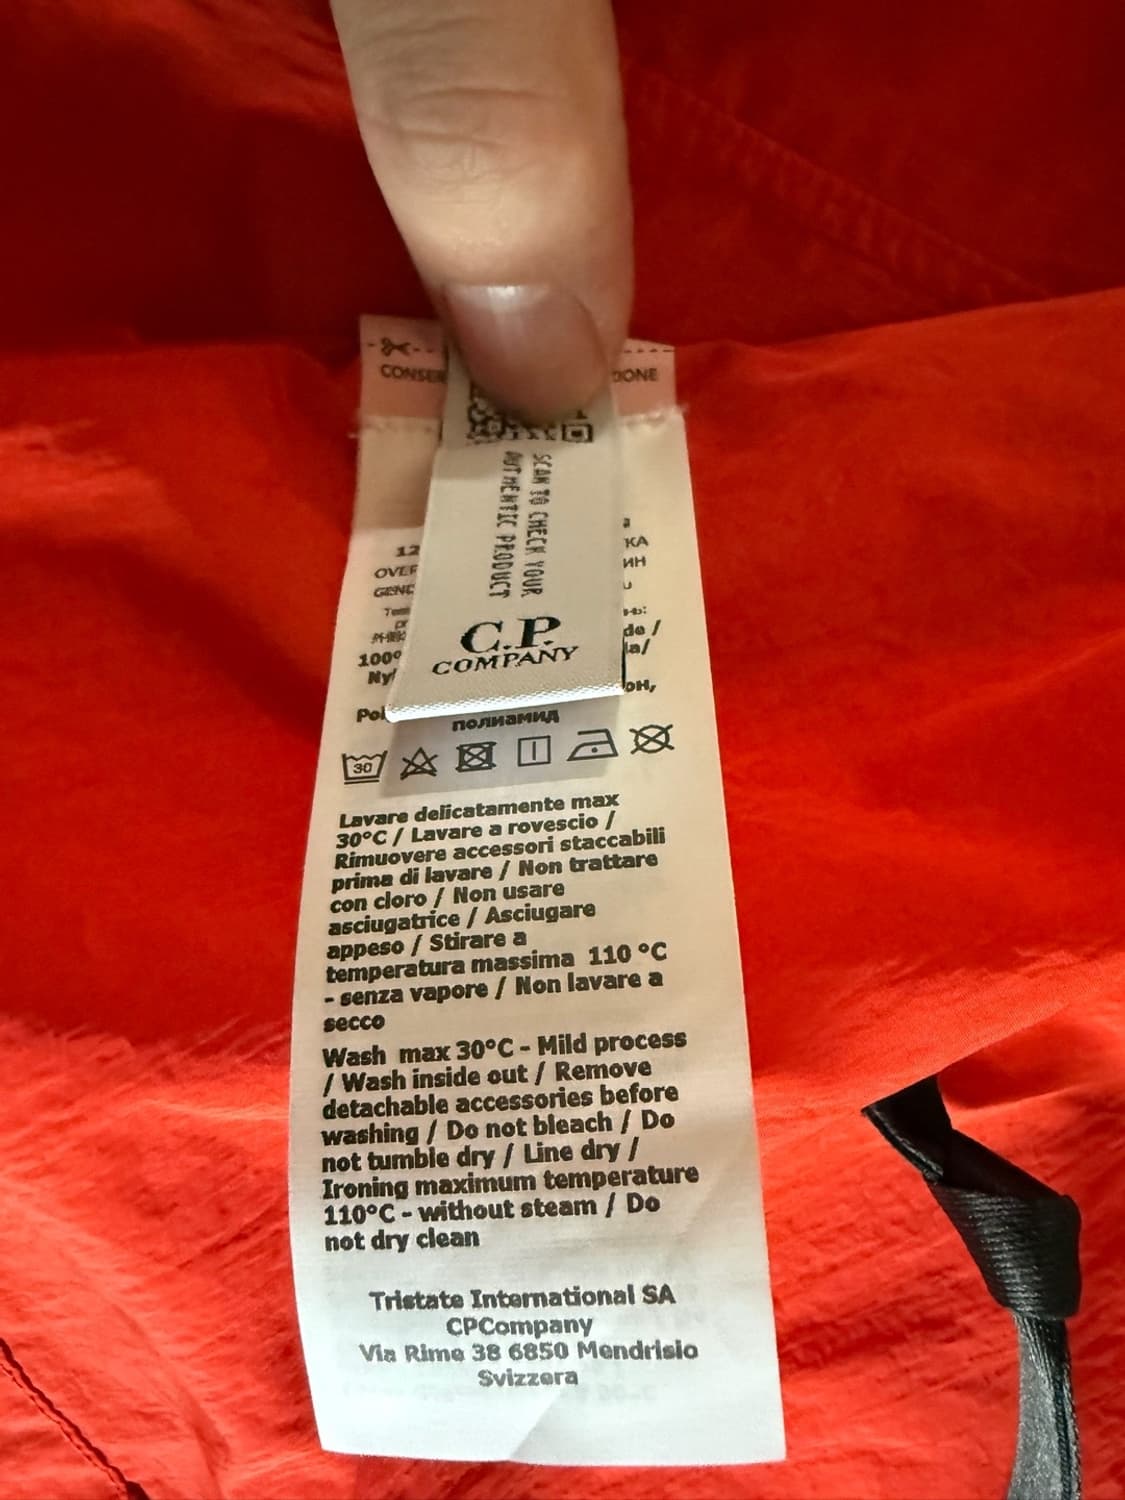 SCAN TO CHECK YOUR
AUTHENTIC PRODUCT
C.P.
COMPANY
12
КА
ИН
100
полиамид
30
Lavare delicatamente max
30°C / Lavare a rovescio /
Rimuovere accessori staccabili
prima di lavare / Non trattare
con cloro / Non usare
asciugatrice / Asciugare
appeso / Stirare a
temperatura massima 110 °C
- senza vapore / Non lavare a
secco
Wash max 30°C - Mild process
/ Wash inside out / Remove
detachable accessories before
washing / Do not bleach / Do
not tumble dry / Line dry /
Ironing maximum temperature
110°C - without steam / Do
not dry clean
Tristate International SA
CPCompany
Via Rime 38 6850 Mendrisio
Svizzera